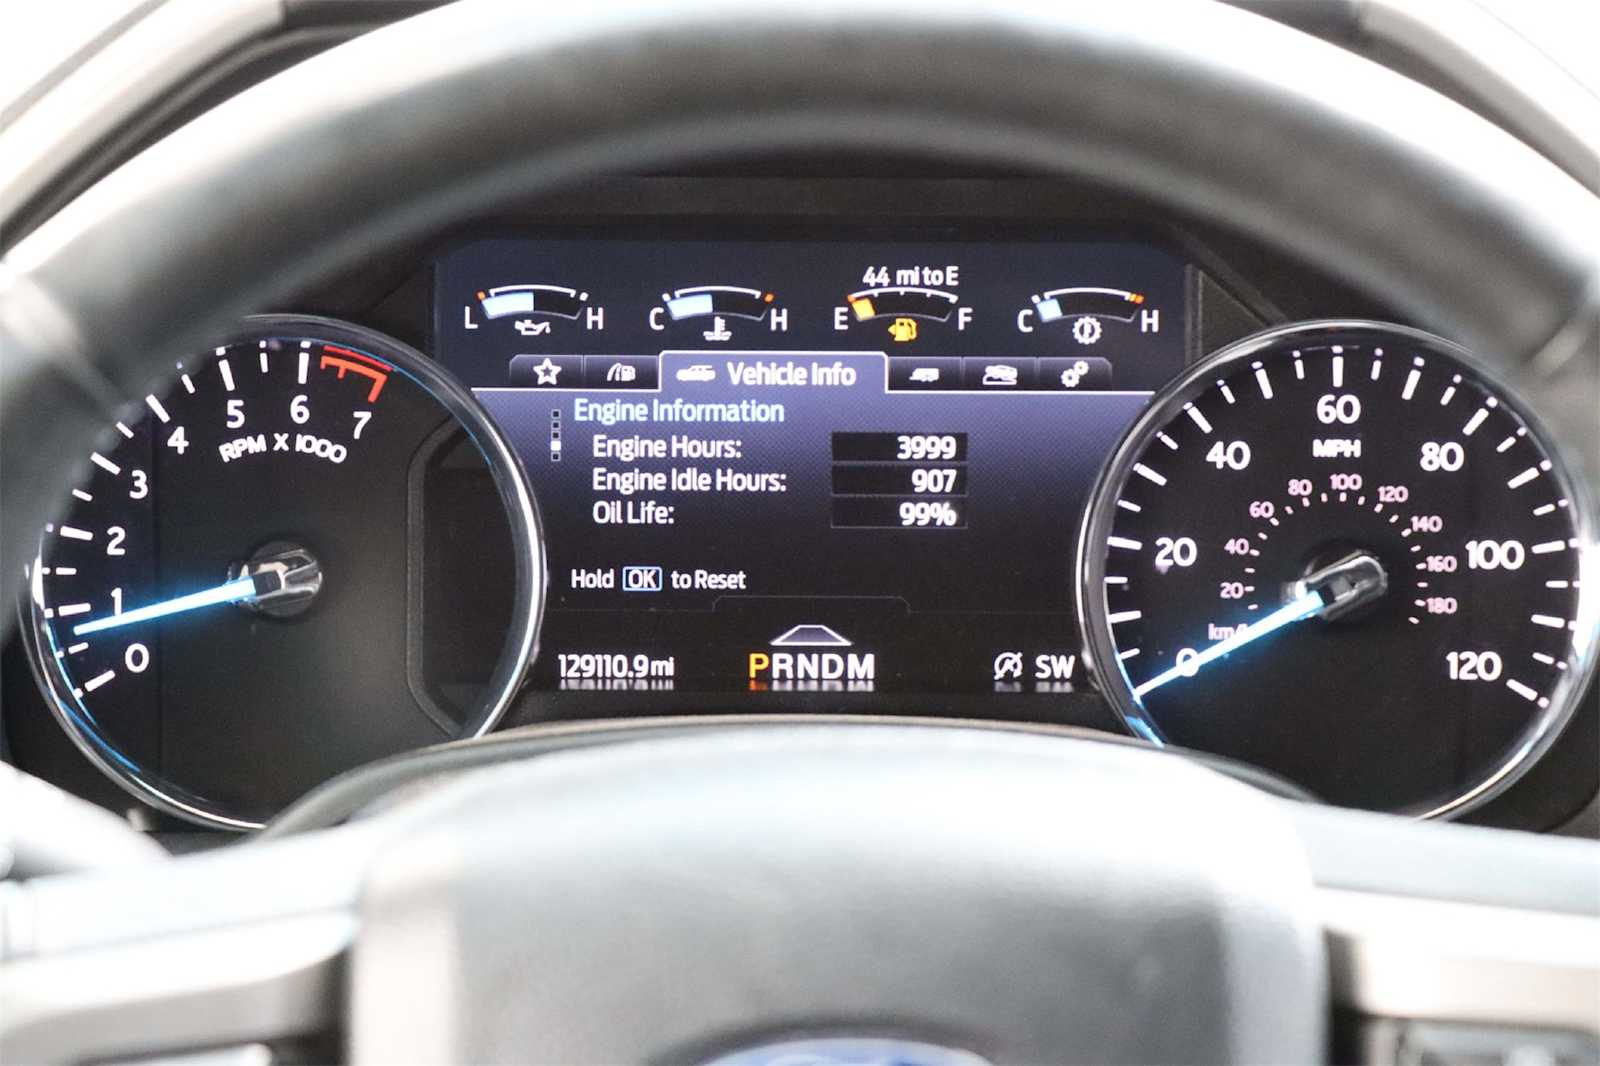 44 mi to E
L H
C H
E F
C H
Vehicle Info
Engine Information
Engine Hours: 3999
Engine Idle Hours: 907
Oil Life: 99%
Hold OK to Reset
129110.9 mi
PRNDM
SW
0 1 2 3 4 5 6 7
RPM X 1000
0 20 40 60 80 100 120
MPH
20 40 60 80 100 120 140 160 180